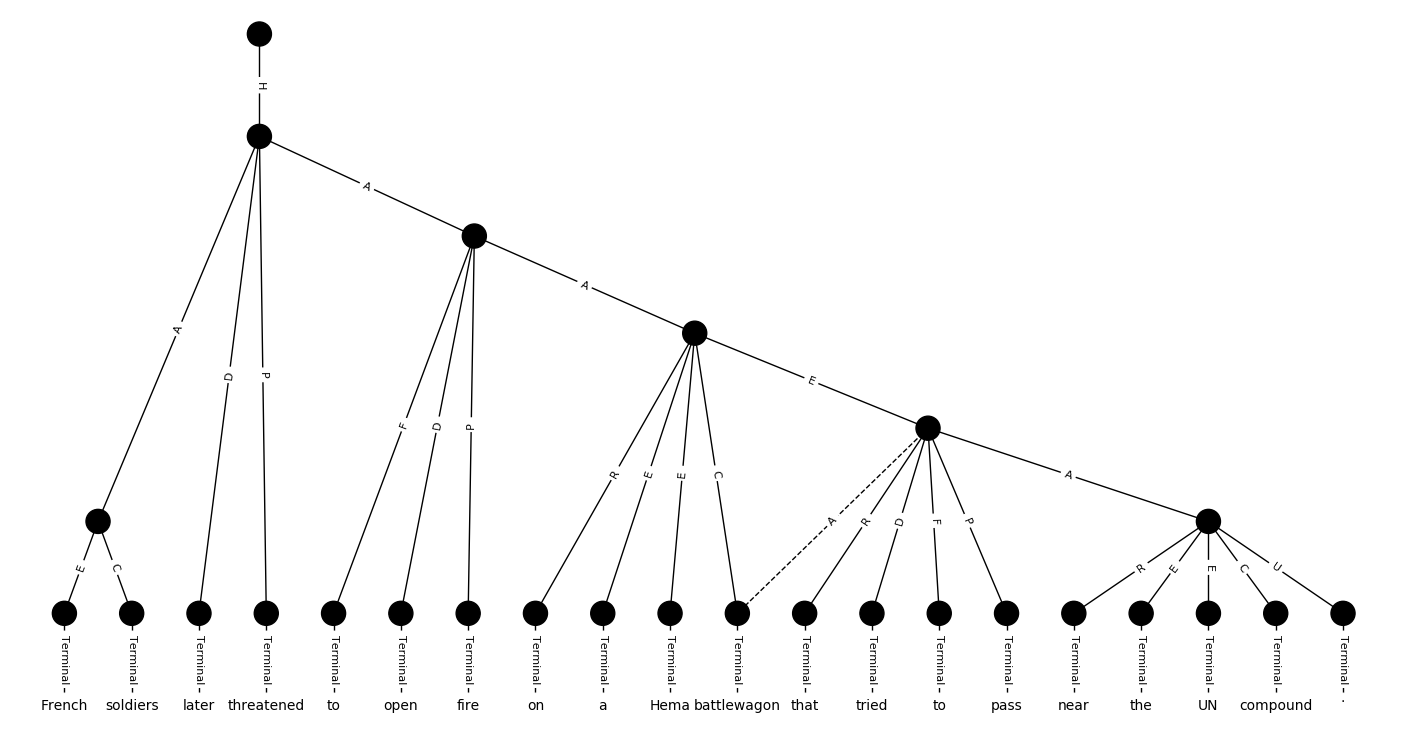 H
A
A
A
D
P
F
D
P
E
R
E
E
C
A
A
R
D
F
P
E
C
R
E
E
C
U
Terminal Terminal Terminal Terminal Terminal Terminal Terminal Terminal Terminal Terminal Terminal Terminal Terminal Terminal Terminal Terminal Terminal Terminal Terminal Terminal
French soldiers later threatened to open fire on a Hema battlewagon that tried to pass near the UN compound .